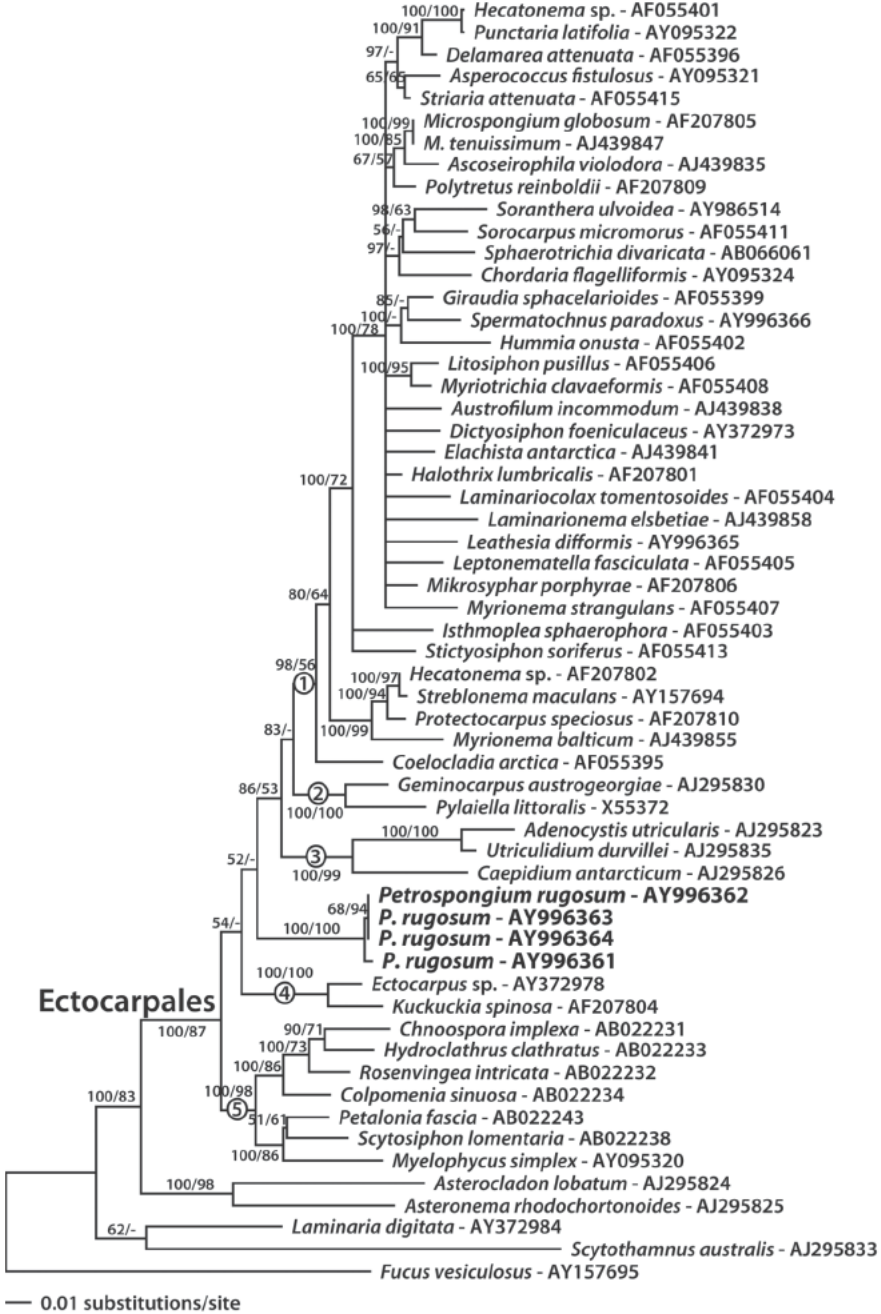 100/100 Hecatonema sp. - AF055401
100/91 Punctaria latifolia - AY095322
97/- Delamarea attenuata - AF055396
65/65 Asperococcus fistulosus - AY095321
Striaria attenuata - AF055415
100/99 Microspongium globosum - AF207805
100/85 M. tenuissimum - AJ439847
67/57 Ascoseirophila violodora - AJ439835
Polytretus reinboldii - AF207809
98/63 Soranthera ulvoidea - AY986514
56/- Sorocarpus micromorus - AF055411
97/- Sphaerotrichia divaricata - AB066061
Chordaria flagelliformis - AY095324
85/- Giraudia sphacelarioides - AF055399
100/- Spermatochnus paradoxus - AY996366
100/78 Hummia onusta - AF055402
100/95 Litosiphon pusillus - AF055406
Myriotrichia clavaeformis - AF055408
Austrofilum incommodum - AJ439838
Dictyosiphon foeniculaceus - AY372973
Elachista antarctica - AJ439841
Halothrix lumbricalis - AF207801
100/72 Laminariocolax tomentosoides - AF055404
Laminarionema elsbetiae - AJ439858
Leathesia difformis - AY996365
Leptonematella fasciculata - AF055405
Mikrosyphar porphyrae - AF207806
80/64 Myrionema strangulans - AF055407
Isthmoplea sphaerophora - AF055403
Stictyosiphon soriferus - AF055413
98/56 100/97 Hecatonema sp. - AF207802
1 100/94 Streblonema maculans - AY157694
Protectocarpus speciosus - AF207810
83/- 100/99 Myrionema balticum - AJ439855
Coelocladia arctica - AF055395
86/53 2 Geminocarpus austrogeorgiae - AJ295830
100/100 Pylaiella littoralis - X55372
100/100 Adenocystis utricularis - AJ295823
52/- 3 Utriculidium durvillei - AJ295835
100/99 Caepidium antarcticum - AJ295826
Petrospongium rugosum - AY996362
54/- 68/94 P. rugosum - AY996363
100/100 P. rugosum - AY996364
P. rugosum - AY996361
100/100 Ectocarpus sp. - AY372978
Ectocarpales 4 Kuckuckia spinosa - AF207804
100/87 90/71 Chnoospora implexa - AB022231
100/73 Hydroclathrus clathratus - AB022233
100/86 Rosenvingea intricata - AB022232
100/83 100/98 Colpomenia sinuosa - AB022234
5 51/61 Petalonia fascia - AB022243
Scytosiphon lomentaria - AB022238
100/86 Myelophycus simplex - AY095320
100/98 Asterocladon lobatum - AJ295824
Asteronema rhodochortonoides - AJ295825
62/- Laminaria digitata - AY372984
Scytothamnus australis - AJ295833
Fucus vesiculosus - AY157695
0.01 substitutions/site